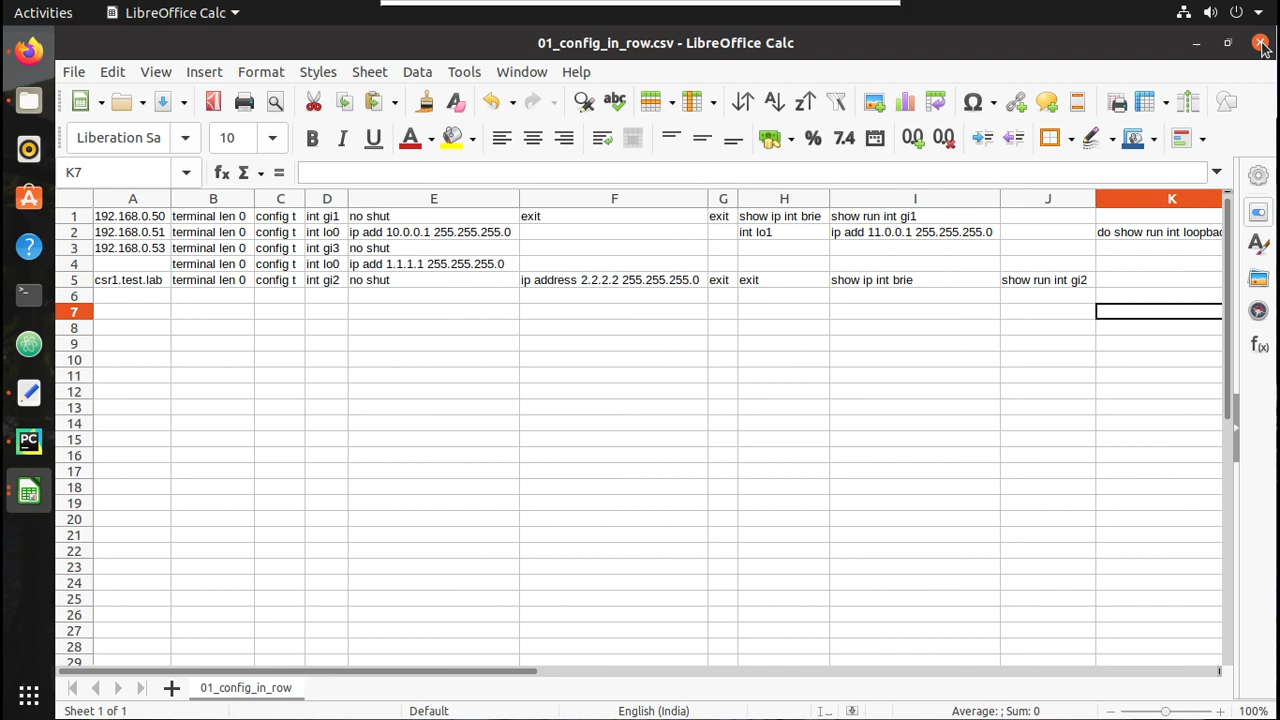 Activities LibreOffice Calc
01_config_in_row.csv - LibreOffice Calc
File Edit View Insert Format Styles Sheet Data Tools Window Help
Liberation Sa 10
K7
A B C D E F G H I J K
1 192.168.0.50 terminal len 0 config t int gi1 no shut exit exit show ip int brie show run int gi1
2 192.168.0.51 terminal len 0 config t int lo0 ip add 10.0.0.1 255.255.255.0 int lo1 ip add 11.0.0.1 255.255.255.0 do show run int loopbac
3 192.168.0.53 terminal len 0 config t int gi3 no shut
4 terminal len 0 config t int lo0 ip add 1.1.1.1 255.255.255.0
5 csr1.test.lab terminal len 0 config t int gi2 no shut ip address 2.2.2.2 255.255.255.0 exit exit show ip int brie show run int gi2
6
7
8
9
10
11
12
13
14
15
16
17
18
19
20
21
22
23
24
25
26
27
28
29
01_config_in_row
Sheet 1 of 1 Default English (India) Average: ; Sum: 0 100%